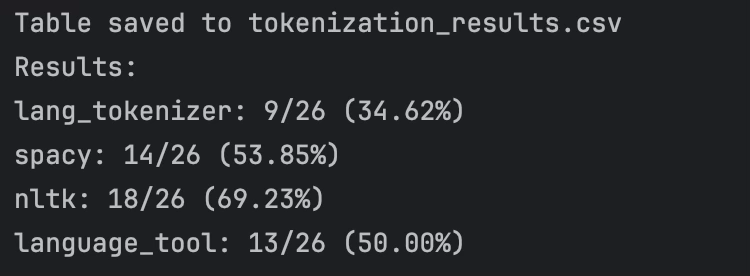 Table saved to tokenization_results.csv
Results:
lang_tokenizer: 9/26 (34.62%)
spacy: 14/26 (53.85%)
nltk: 18/26 (69.23%)
language_tool: 13/26 (50.00%)